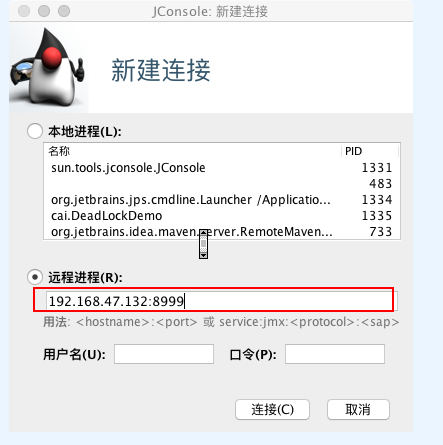 JConsole: 新建连接
新建连接
本地进程(L):
名称 PID
sun.tools.jconsole.JConsole 1331
483
org.jetbrains.jps.cmdline.Launcher /Applicatio... 1334
cai.DeadLockDemo 1335
org.jetbrains.idea.maven.server.RemoteMaven... 733
远程进程(R):
192.168.47.132:8999
用法: <hostname>:<port> 或 service:jmx:<protocol>:<sap>
用户名(U): 口令(P):
连接(C) 取消